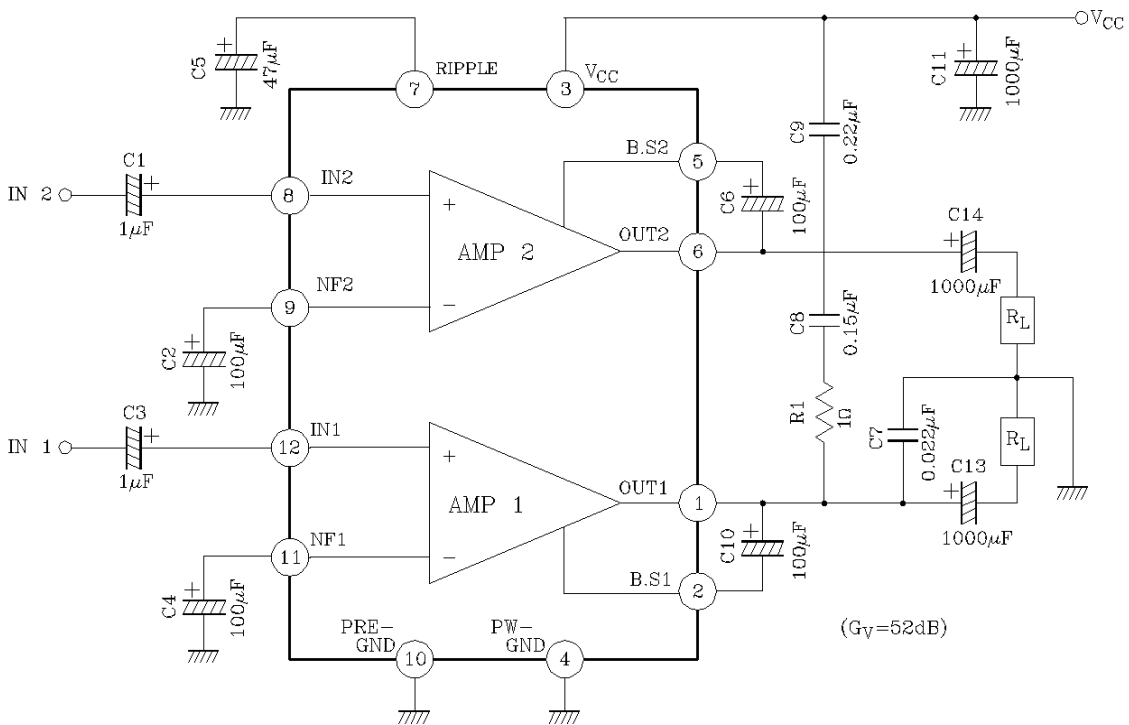 VCC
C5
47μF
RIPPLE
7
VCC
3
C11
1000μF
C9
0.22μF
B.S2
5
C1
1μF
IN 2
8
IN2
C6
100μF
C14
1000μF
OUT2
6
AMP 2
NF2
9
C2
100μF
C8
0.15μF
RL
C3
1μF
IN 1
12
IN1
R1
1Ω
C7
0.022μF
RL
C13
1000μF
OUT1
1
AMP 1
NF1
11
C4
100μF
C10
100μF
B.S1
2
PRE-
GND
10
PW-
GND
4
(GV=52dB)
+
+
+
+
+
+
+
+
+
+
+
+
−
−